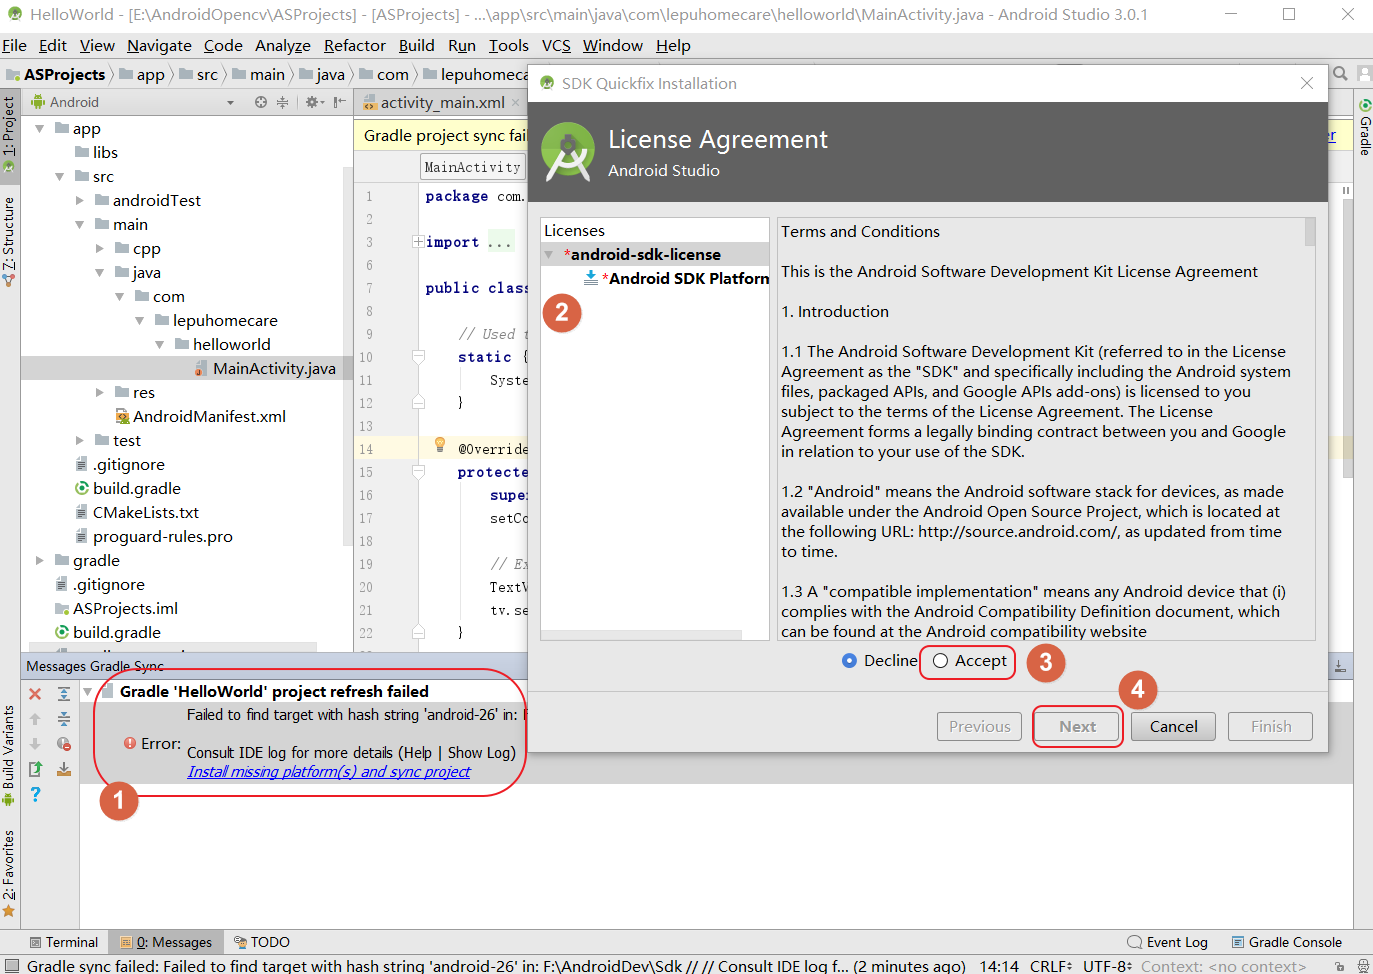 HelloWorld - [E:\AndroidOpencv\ASProjects] - [ASProjects] - ...\app\src\main\java\com\lepuhomecare\helloworld\MainActivity.java - Android Studio 3.0.1
File Edit View Navigate Code Analyze Refactor Build Run Tools VCS Window Help
ASProjects app src main java com lepuhomeca
SDK Quickfix Installation
Android
activity_main.xml
License Agreement
Android Studio
Gradle project sync fai
er
MainActivity
1: Project
7: Structure
Build Variants
2: Favorites
Gradle
app
libs
src
androidTest
main
cpp
java
com
lepuhomecare
helloworld
MainActivity.java
res
AndroidManifest.xml
test
.gitignore
build.gradle
CMakeLists.txt
proguard-rules.pro
gradle
.gitignore
ASProjects.iml
build.gradle
1 package com.
2
3 import ...
6
7 public class
8
9 // Used t
10 static {
11 Syste
12 }
13
14 @Override
15 protecte
16 supe
17 setCo
18
19 // Ex
20 TextV
21 tv.se
22 }
Licenses
*android-sdk-license
*Android SDK Platform
2
Terms and Conditions
This is the Android Software Development Kit License Agreement
1. Introduction
1.1 The Android Software Development Kit (referred to in the License
Agreement as the "SDK" and specifically including the Android system
files, packaged APIs, and Google APIs add-ons) is licensed to you
subject to the terms of the License Agreement. The License
Agreement forms a legally binding contract between you and Google
in relation to your use of the SDK.
1.2 "Android" means the Android software stack for devices, as made
available under the Android Open Source Project, which is located at
the following URL: http://source.android.com/, as updated from time
to time.
1.3 A "compatible implementation" means any Android device that (i)
complies with the Android Compatibility Definition document, which
can be found at the Android compatibility website
Decline Accept 3
4
Previous Next Cancel Finish
Messages Gradle Sync
Gradle 'HelloWorld' project refresh failed
Failed to find target with hash string 'android-26' in: F
Error:
Consult IDE log for more details (Help | Show Log)
Install missing platform(s) and sync project
1
Terminal 0: Messages TODO Event Log Gradle Console
Gradle sync failed: Failed to find target with hash string 'android-26' in: F:\AndroidDev\Sdk // // Consult IDE log f... (2 minutes ago) 14:14 CRLF UTF-8 Context: <no context>